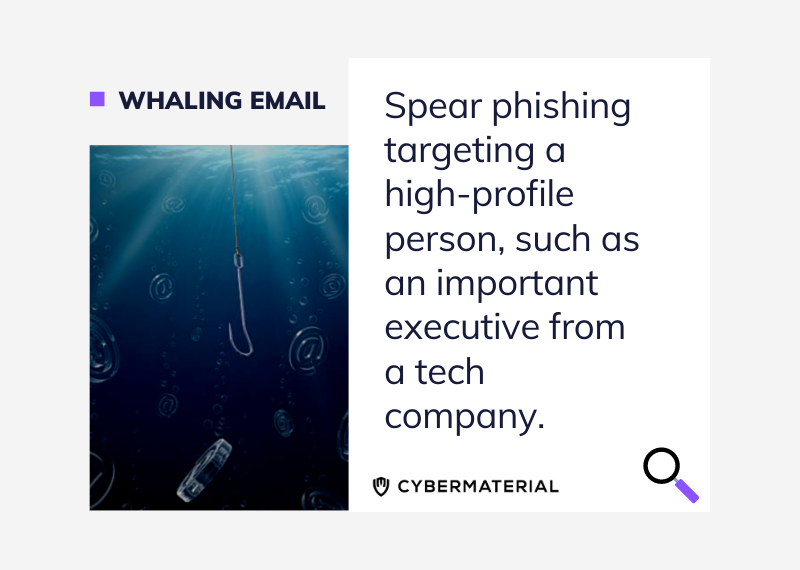 WHALING EMAIL
Spear phishing
targeting a
high-profile
person, such as
an important
executive from
a tech
company.
CYBERMATERIAL